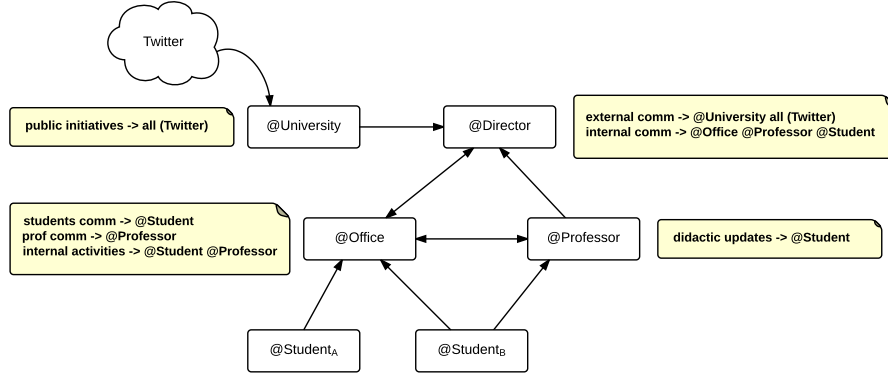 Twitter
public initiatives -> all (Twitter)
@University
@Director
external comm -> @University all (Twitter)
internal comm -> @Office @Professor @Student
students comm -> @Student
prof comm -> @Professor
internal activities -> @Student @Professor
@Office
@Professor
didactic updates -> @Student
@StudentA
@StudentB